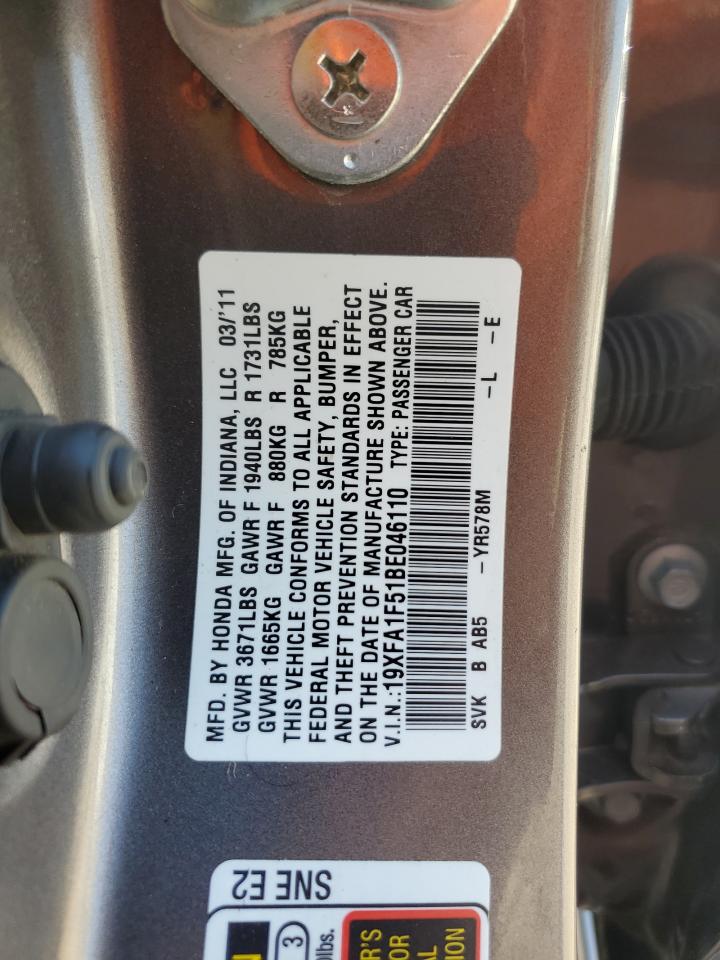 MFD. BY HONDA MFG. OF INDIANA, LLC 03/'11
GVWR 3671LBS GAWR F 1940LBS R 1731LBS
GVWR 1665KG GAWR F 880KG R 785KG
THIS VEHICLE CONFORMS TO ALL APPLICABLE
FEDERAL MOTOR VEHICLE SAFETY, BUMPER,
AND THEFT PREVENTION STANDARDS IN EFFECT
ON THE DATE OF MANUFACTURE SHOWN ABOVE.
V.I.N.:19XFA1F51BE046110 TYPE: PASSENGER CAR
SVK B AB5 -YR578M -L -E
SNE E2
3
lbs.